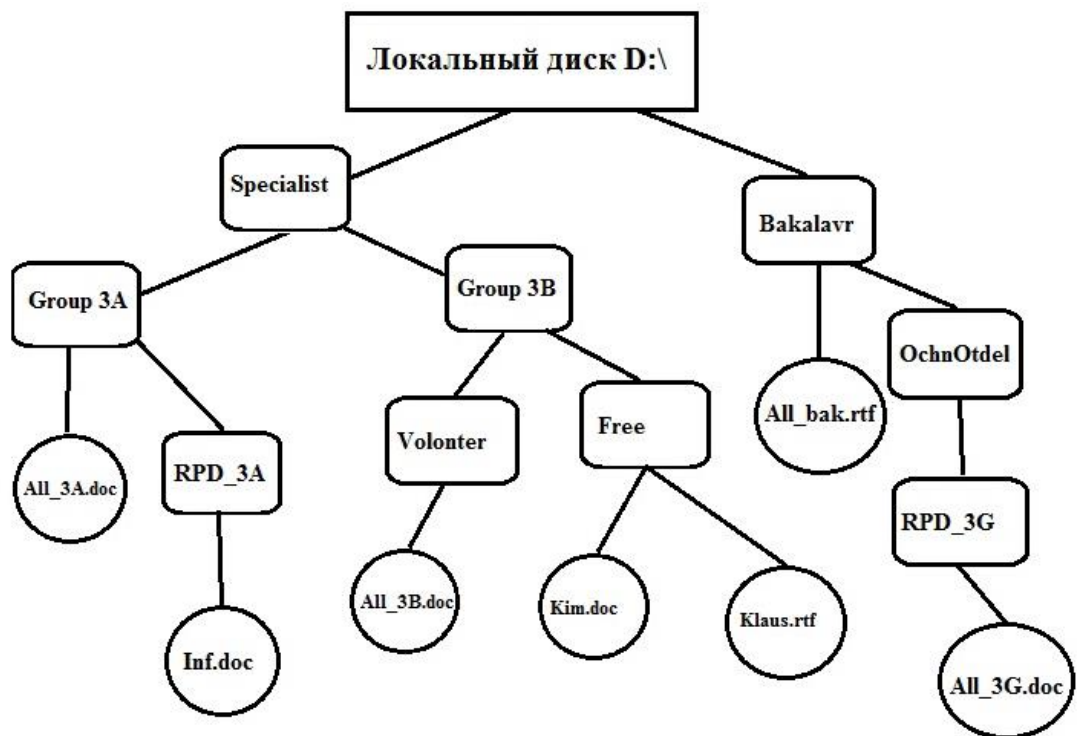 Локальный диск D:\
Specialist
Bakalavr
Group 3A
Group 3B
OchnOtdel
All_bak.rtf
Volonter
Free
RPD_3A
All_3A.doc
RPD_3G
All_3B.doc
Kim.doc
Klaus.rtf
Inf.doc
All_3G.doc